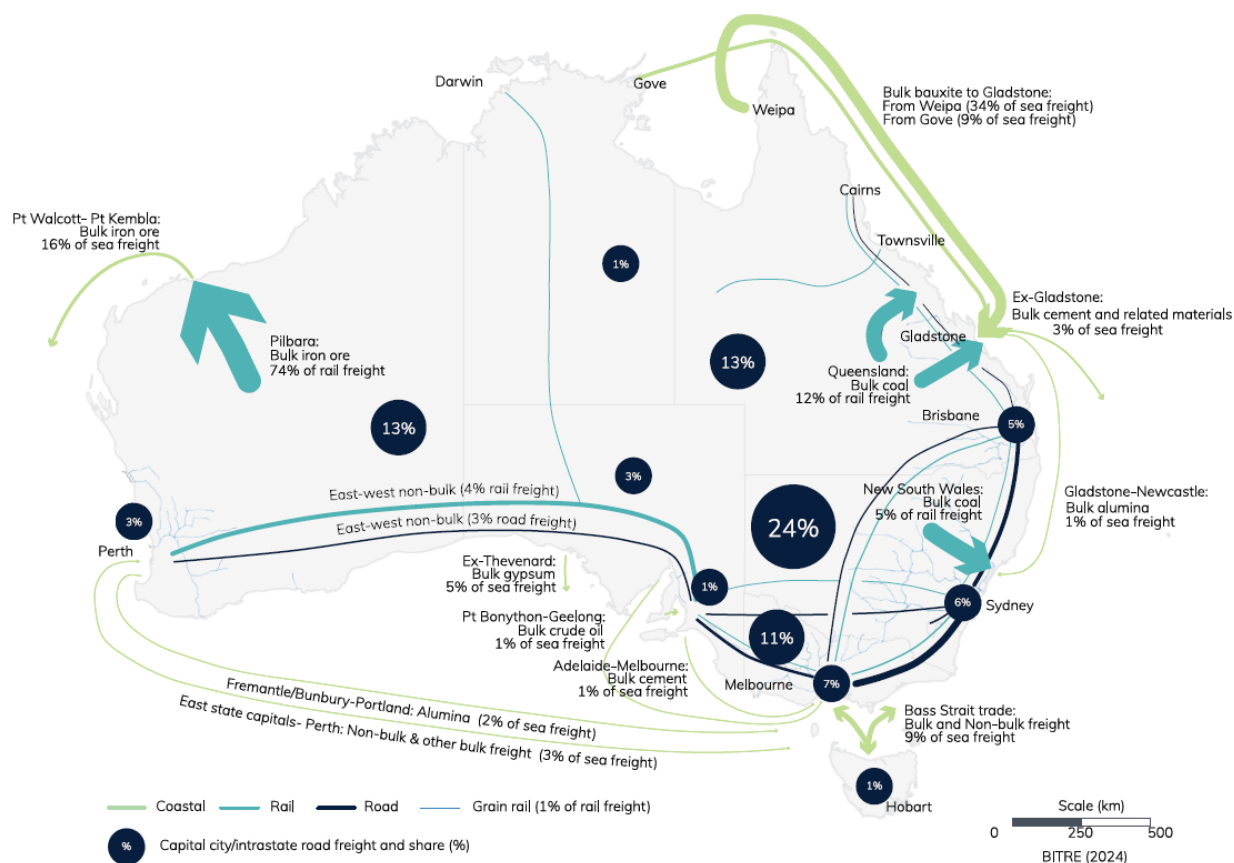 Darwin
Gove
Weipa
Bulk bauxite to Gladstone:
From Weipa (34% of sea freight)
From Gove (9% of sea freight)
Cairns
Pt Walcott– Pt Kembla:
Bulk iron ore
16% of sea freight
Townsville
1%
Ex-Gladstone:
Bulk cement and related materials
3% of sea freight
Pilbara:
Bulk iron ore
74% of rail freight
Gladstone
13%
Queensland:
Bulk coal
12% of rail freight
13%
Brisbane
5%
3%
East-west non-bulk (4% rail freight)
East-west non-bulk (3% road freight)
New South Wales:
Bulk coal
5% of rail freight
Gladstone–Newcastle:
Bulk alumina
1% of sea freight
3%
Perth
24%
Ex-Thevenard:
Bulk gypsum
5% of sea freight
1%
6%
Sydney
Pt Bonython-Geelong:
Bulk crude oil
1% of sea freight
11%
Adelaide-Melbourne:
Bulk cement
1% of sea freight
Melbourne
7%
Fremantle/Bunbury-Portland: Alumina (2% of sea freight)
East state capitals- Perth: Non-bulk & other bulk freight (3% of sea freight)
Bass Strait trade:
Bulk and Non-bulk freight
9% of sea freight
1%
Hobart
Coastal
Rail
Road
Grain rail (1% of rail freight)
% Capital city/intrastate road freight and share (%)
Scale (km)
0 250 500
BITRE (2024)